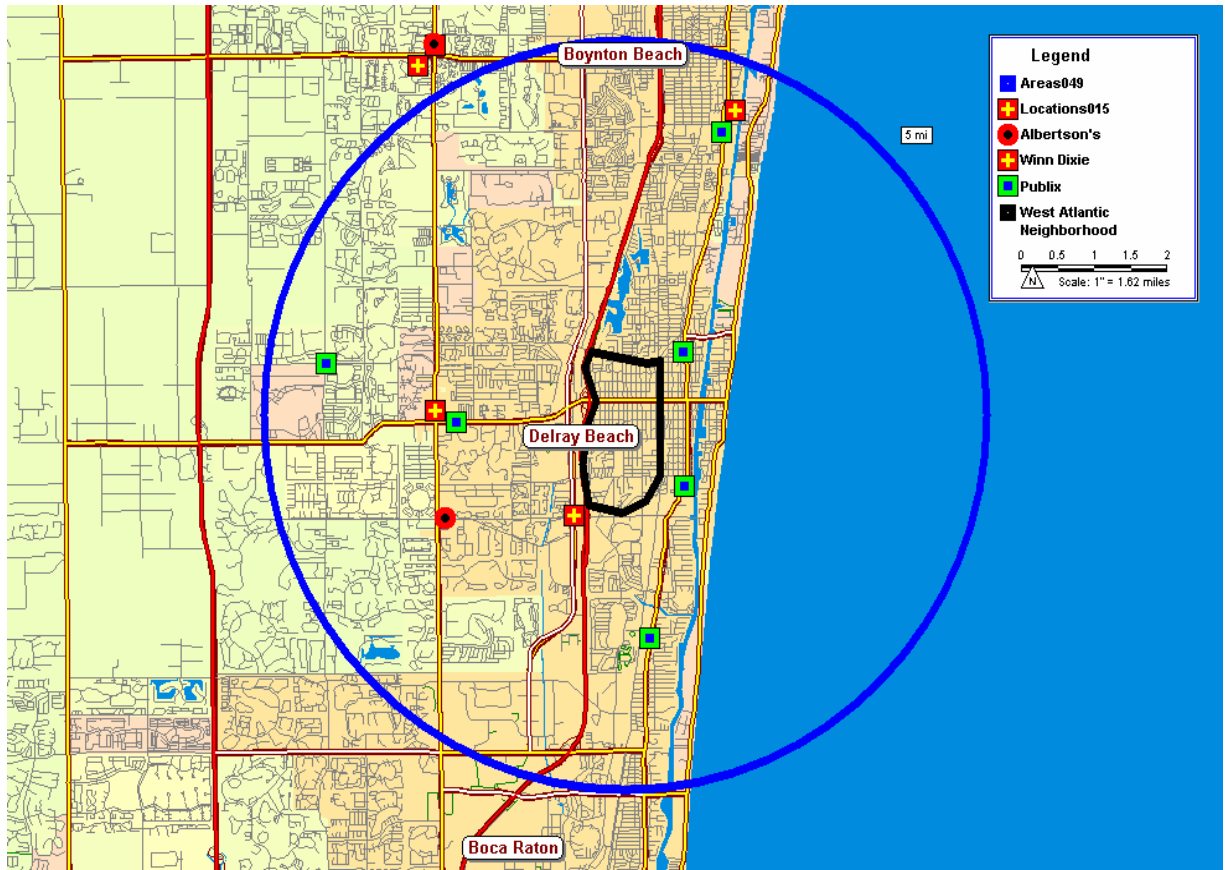 Boynton Beach
5 mi
Legend
Areas049
Locations015
Albertson's
Winn Dixie
Publix
West Atlantic
Neighborhood
0 0.5 1 1.5 2
N
Scale: 1" = 1.62 miles
Delray Beach
Boca Raton